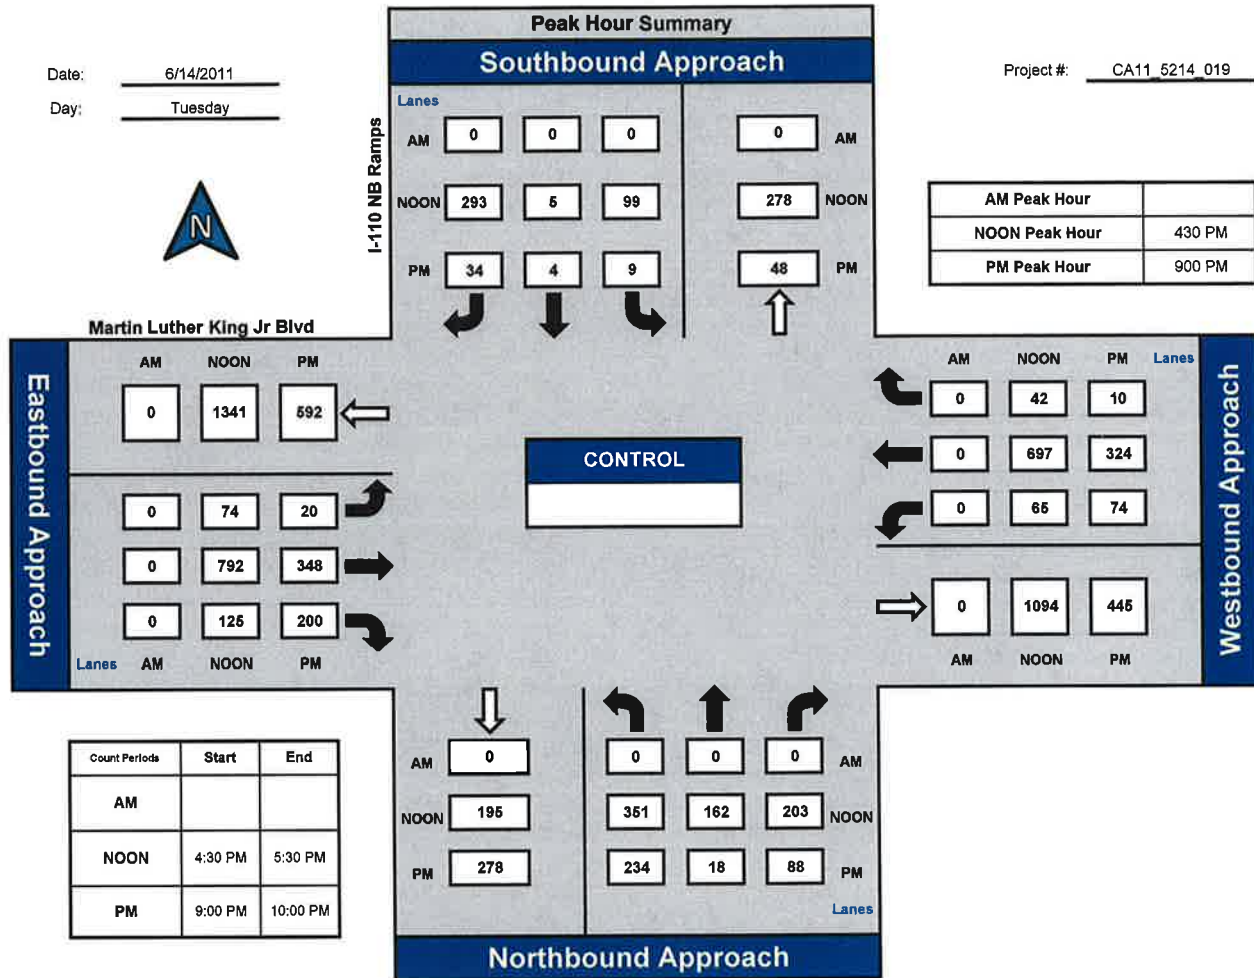 Peak Hour Summary
Southbound Approach
Date: 6/14/2011
Day: Tuesday
Project #: CA11_5214_019
N
I-110 NB Ramps
Lanes
AM 0 0 0 0 AM
NOON 293 5 99 278 NOON
PM 34 4 9 48 PM
AM Peak Hour
NOON Peak Hour 430 PM
PM Peak Hour 900 PM
Martin Luther King Jr Blvd
Eastbound Approach
AM NOON PM
0 1341 592
0 74 20
0 792 348
0 125 200
Lanes AM NOON PM
CONTROL
AM NOON PM Lanes
0 42 10
0 697 324
0 65 74
0 1094 445
AM NOON PM
Westbound Approach
Count Periods Start End
AM
NOON 4:30 PM 5:30 PM
PM 9:00 PM 10:00 PM
AM 0 0 0 0 AM
NOON 195 351 162 203 NOON
PM 278 234 18 88 PM
Lanes
Northbound Approach